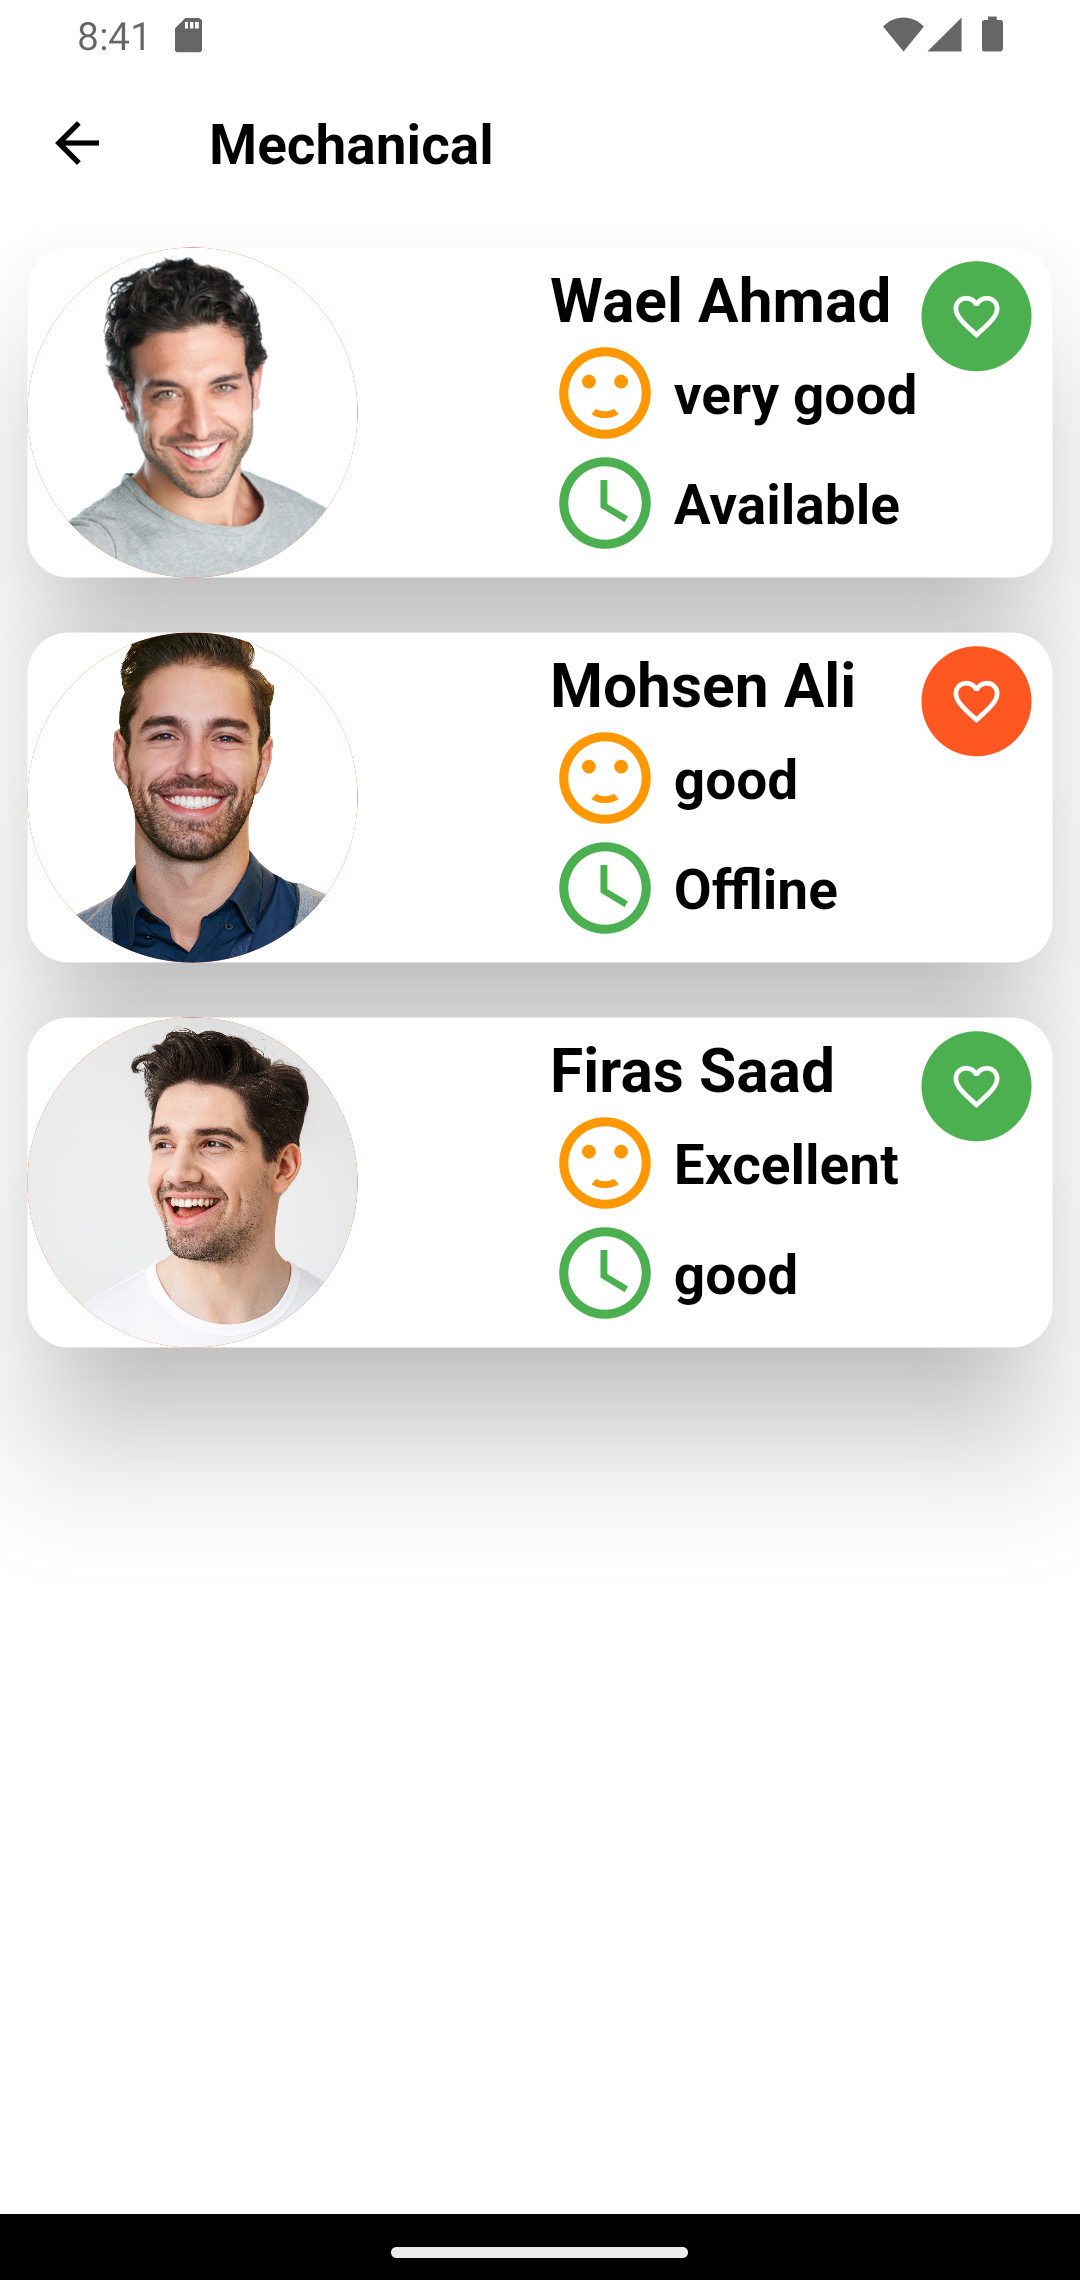 8:41
Mechanical
Wael Ahmad
very good
Available
Mohsen Ali
good
Offline
Firas Saad
Excellent
good